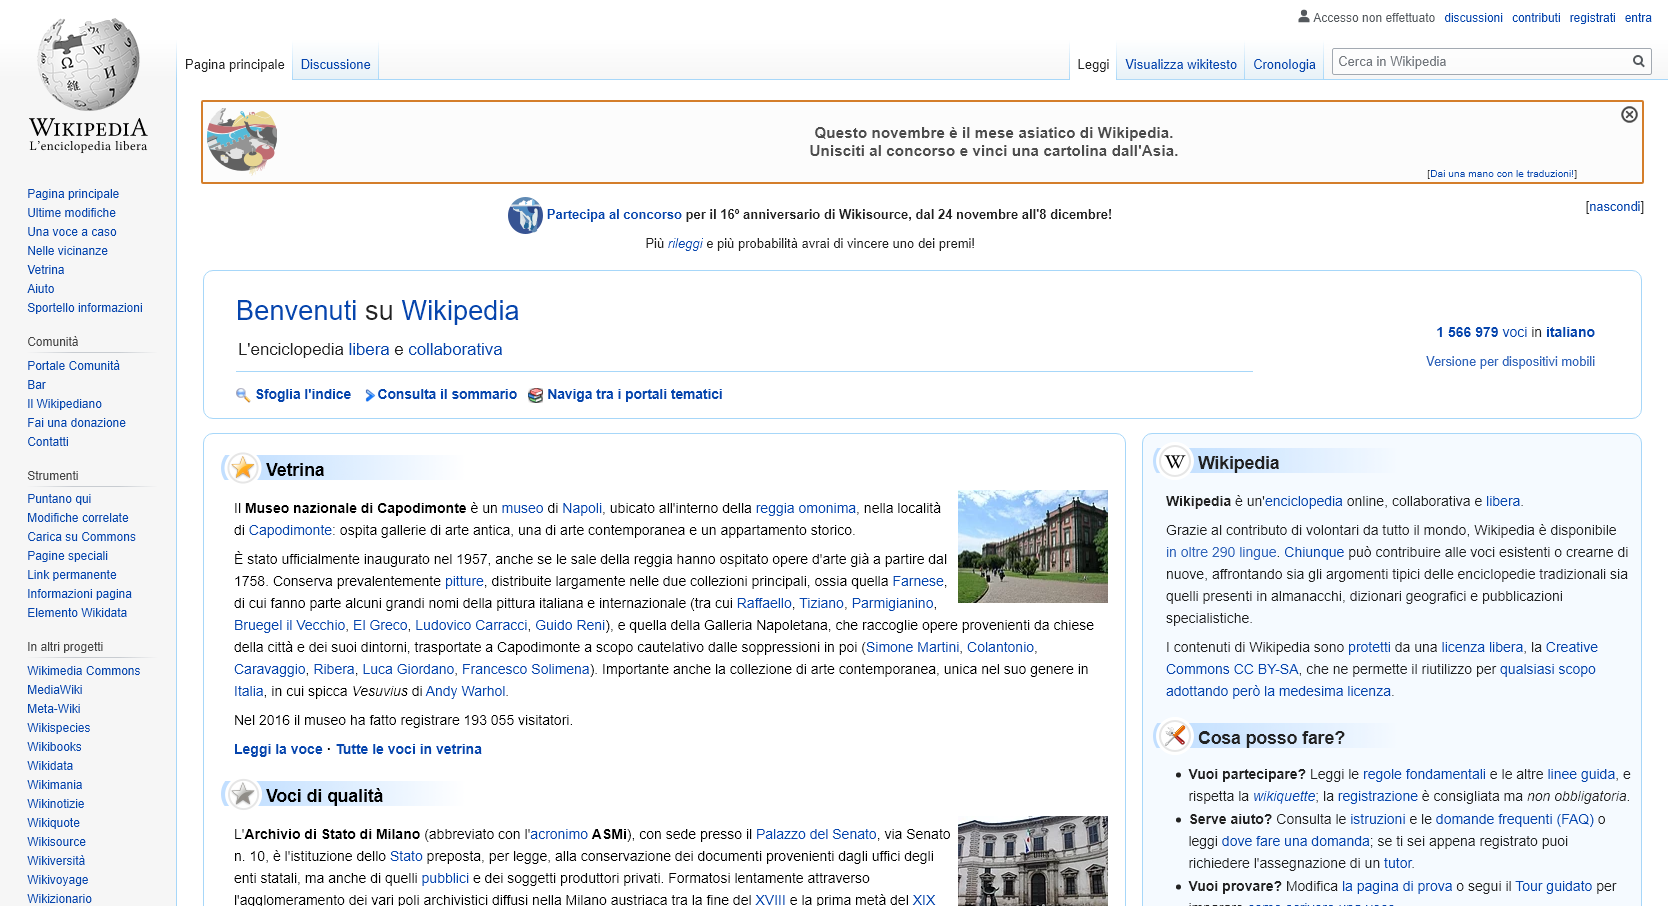 WIKIPEDIA
L'enciclopedia libera
Accesso non effettuato discussioni contributi registrati entra
Pagina principale Discussione Leggi Visualizza wikitesto Cronologia Cerca in Wikipedia
Questo novembre è il mese asiatico di Wikipedia.
Unisciti al concorso e vinci una cartolina dall'Asia.
[Dai una mano con le traduzioni!]
Partecipa al concorso per il 16º anniversario di Wikisource, dal 24 novembre all'8 dicembre!
[nascondi]
Più rileggi e più probabilità avrai di vincere uno dei premi!
Pagina principale
Ultime modifiche
Una voce a caso
Nelle vicinanze
Vetrina
Aiuto
Sportello informazioni
Comunità
Portale Comunità
Bar
Il Wikipediano
Fai una donazione
Contatti
Strumenti
Puntano qui
Modifiche correlate
Carica su Commons
Pagine speciali
Link permanente
Informazioni pagina
Elemento Wikidata
In altri progetti
Wikimedia Commons
MediaWiki
Meta-Wiki
Wikispecies
Wikibooks
Wikidata
Wikimania
Wikinotizie
Wikiquote
Wikisource
Wikiversità
Wikivoyage
Wikizionario
Benvenuti su Wikipedia
L'enciclopedia libera e collaborativa
1 566 979 voci in italiano
Versione per dispositivi mobili
Sfoglia l'indice Consulta il sommario Naviga tra i portali tematici
Vetrina
Il Museo nazionale di Capodimonte è un museo di Napoli, ubicato all'interno della reggia omonima, nella località
di Capodimonte: ospita gallerie di arte antica, una di arte contemporanea e un appartamento storico.
È stato ufficialmente inaugurato nel 1957, anche se le sale della reggia hanno ospitato opere d'arte già a partire dal
1758. Conserva prevalentemente pitture, distribuite largamente nelle due collezioni principali, ossia quella Farnese,
di cui fanno parte alcuni grandi nomi della pittura italiana e internazionale (tra cui Raffaello, Tiziano, Parmigianino,
Bruegel il Vecchio, El Greco, Ludovico Carracci, Guido Reni), e quella della Galleria Napoletana, che raccoglie opere provenienti da chiese
della città e dei suoi dintorni, trasportate a Capodimonte a scopo cautelativo dalle soppressioni in poi (Simone Martini, Colantonio,
Caravaggio, Ribera, Luca Giordano, Francesco Solimena). Importante anche la collezione di arte contemporanea, unica nel suo genere in
Italia, in cui spicca Vesuvius di Andy Warhol.
Nel 2016 il museo ha fatto registrare 193 055 visitatori.
Leggi la voce · Tutte le voci in vetrina
Voci di qualità
L'Archivio di Stato di Milano (abbreviato con l'acronimo ASMi), con sede presso il Palazzo del Senato, via Senato
n. 10, è l'istituzione dello Stato preposta, per legge, alla conservazione dei documenti provenienti dagli uffici degli
enti statali, ma anche di quelli pubblici e dei soggetti produttori privati. Formatosi lentamente attraverso
l'agglomeramento dei vari poli archivistici diffusi nella Milano austriaca tra la fine del XVIII e la prima metà del XIX
Wikipedia
Wikipedia è un'enciclopedia online, collaborativa e libera.
Grazie al contributo di volontari da tutto il mondo, Wikipedia è disponibile
in oltre 290 lingue. Chiunque può contribuire alle voci esistenti o crearne di
nuove, affrontando sia gli argomenti tipici delle enciclopedie tradizionali sia
quelli presenti in almanacchi, dizionari geografici e pubblicazioni
specialistiche.
I contenuti di Wikipedia sono protetti da una licenza libera, la Creative
Commons CC BY-SA, che ne permette il riutilizzo per qualsiasi scopo
adottando però la medesima licenza.
Cosa posso fare?
• Vuoi partecipare? Leggi le regole fondamentali e le altre linee guida, e
rispetta la wikiquette; la registrazione è consigliata ma non obbligatoria.
• Serve aiuto? Consulta le istruzioni e le domande frequenti (FAQ) o
leggi dove fare una domanda; se ti sei appena registrato puoi
richiedere l'assegnazione di un tutor.
• Vuoi provare? Modifica la pagina di prova o segui il Tour guidato per
imparare come scrivere una voce.